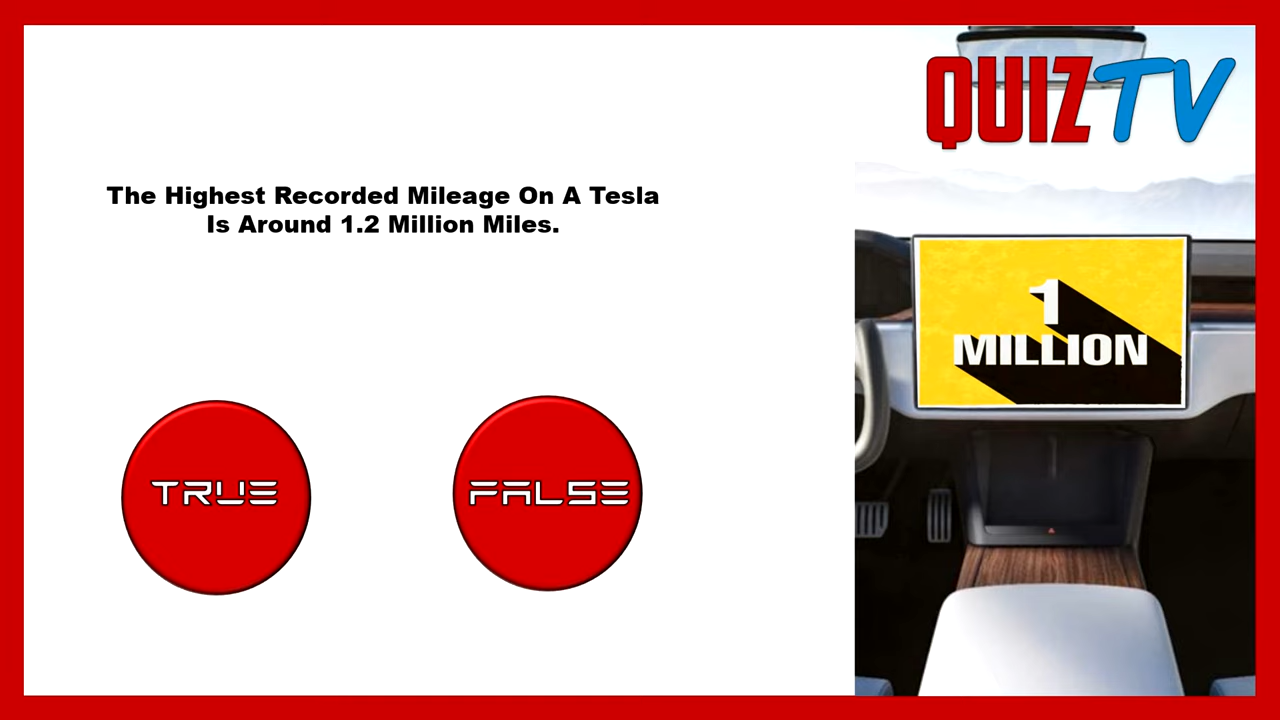 QUIZTV
The Highest Recorded Mileage On A Tesla
Is Around 1.2 Million Miles.
1
MILLION
TRUE
FALSE